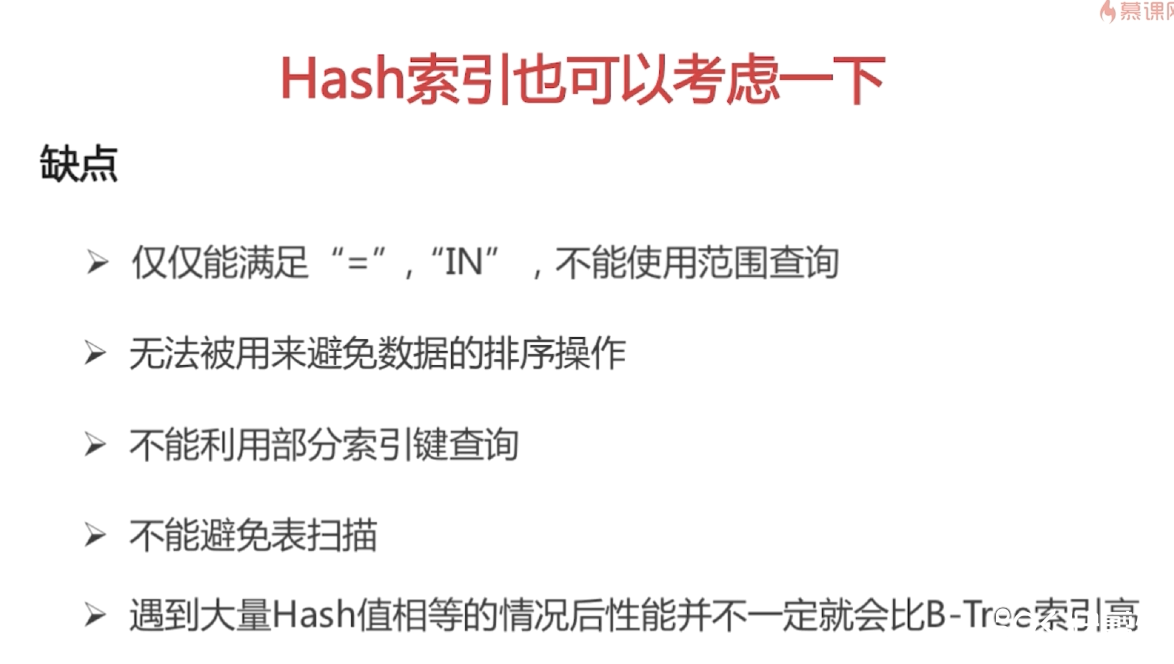 慕课网
Hash索引也可以考虑一下
缺点
仅仅能满足“=”,“IN”，不能使用范围查询
无法被用来避免数据的排序操作
不能利用部分索引键查询
不能避免表扫描
遇到大量Hash值相等的情况后性能并不一定就会比B-Tree索引高